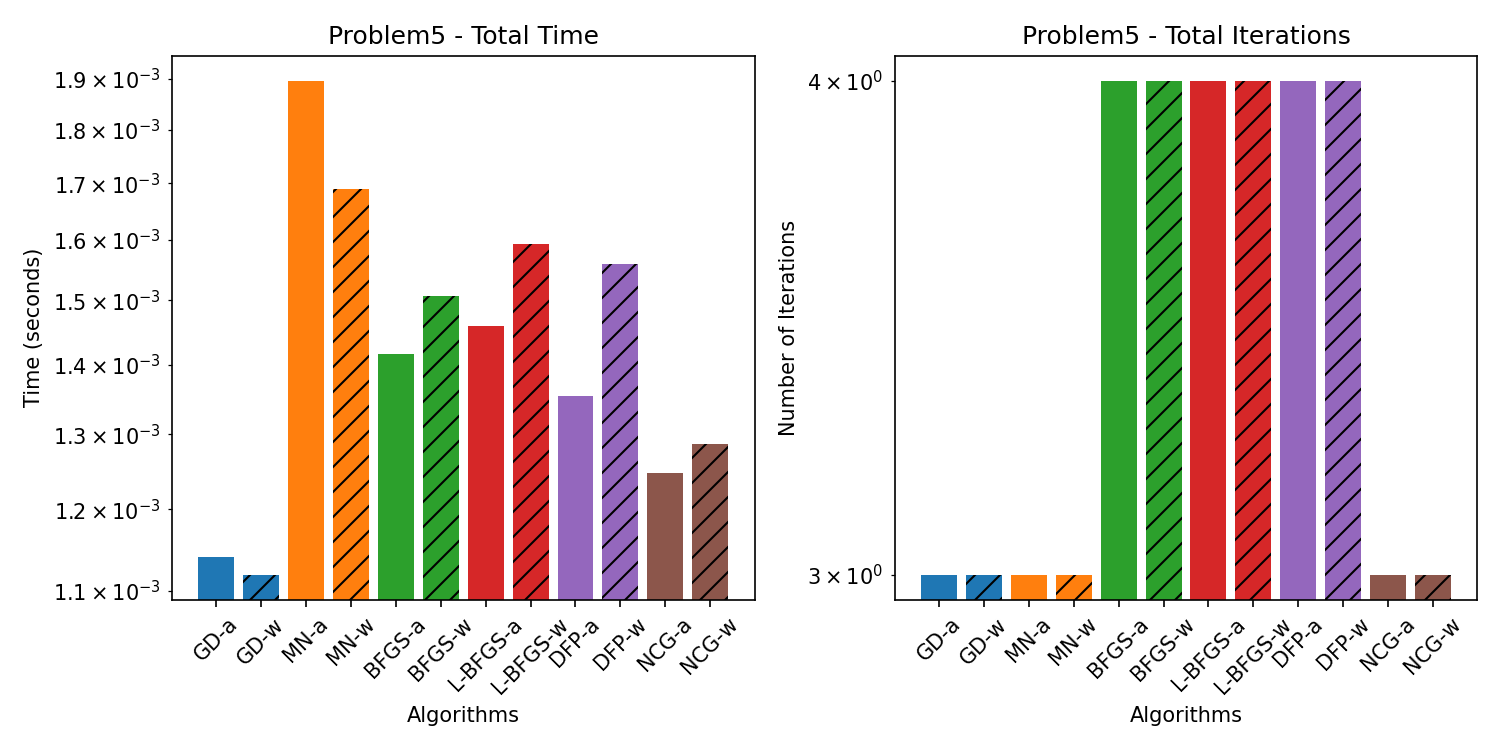 Problem5 - Total Time
Time (seconds)
1.9 × 10⁻³
1.8 × 10⁻³
1.7 × 10⁻³
1.6 × 10⁻³
1.5 × 10⁻³
1.4 × 10⁻³
1.3 × 10⁻³
1.2 × 10⁻³
1.1 × 10⁻³
GD-a
GD-w
MN-a
MN-w
BFGS-a
BFGS-w
L-BFGS-a
L-BFGS-w
DFP-a
DFP-w
NCG-a
NCG-w
Algorithms
Problem5 - Total Iterations
Number of Iterations
4 × 10⁰
3 × 10⁰
GD-a
GD-w
MN-a
MN-w
BFGS-a
BFGS-w
L-BFGS-a
L-BFGS-w
DFP-a
DFP-w
NCG-a
NCG-w
Algorithms